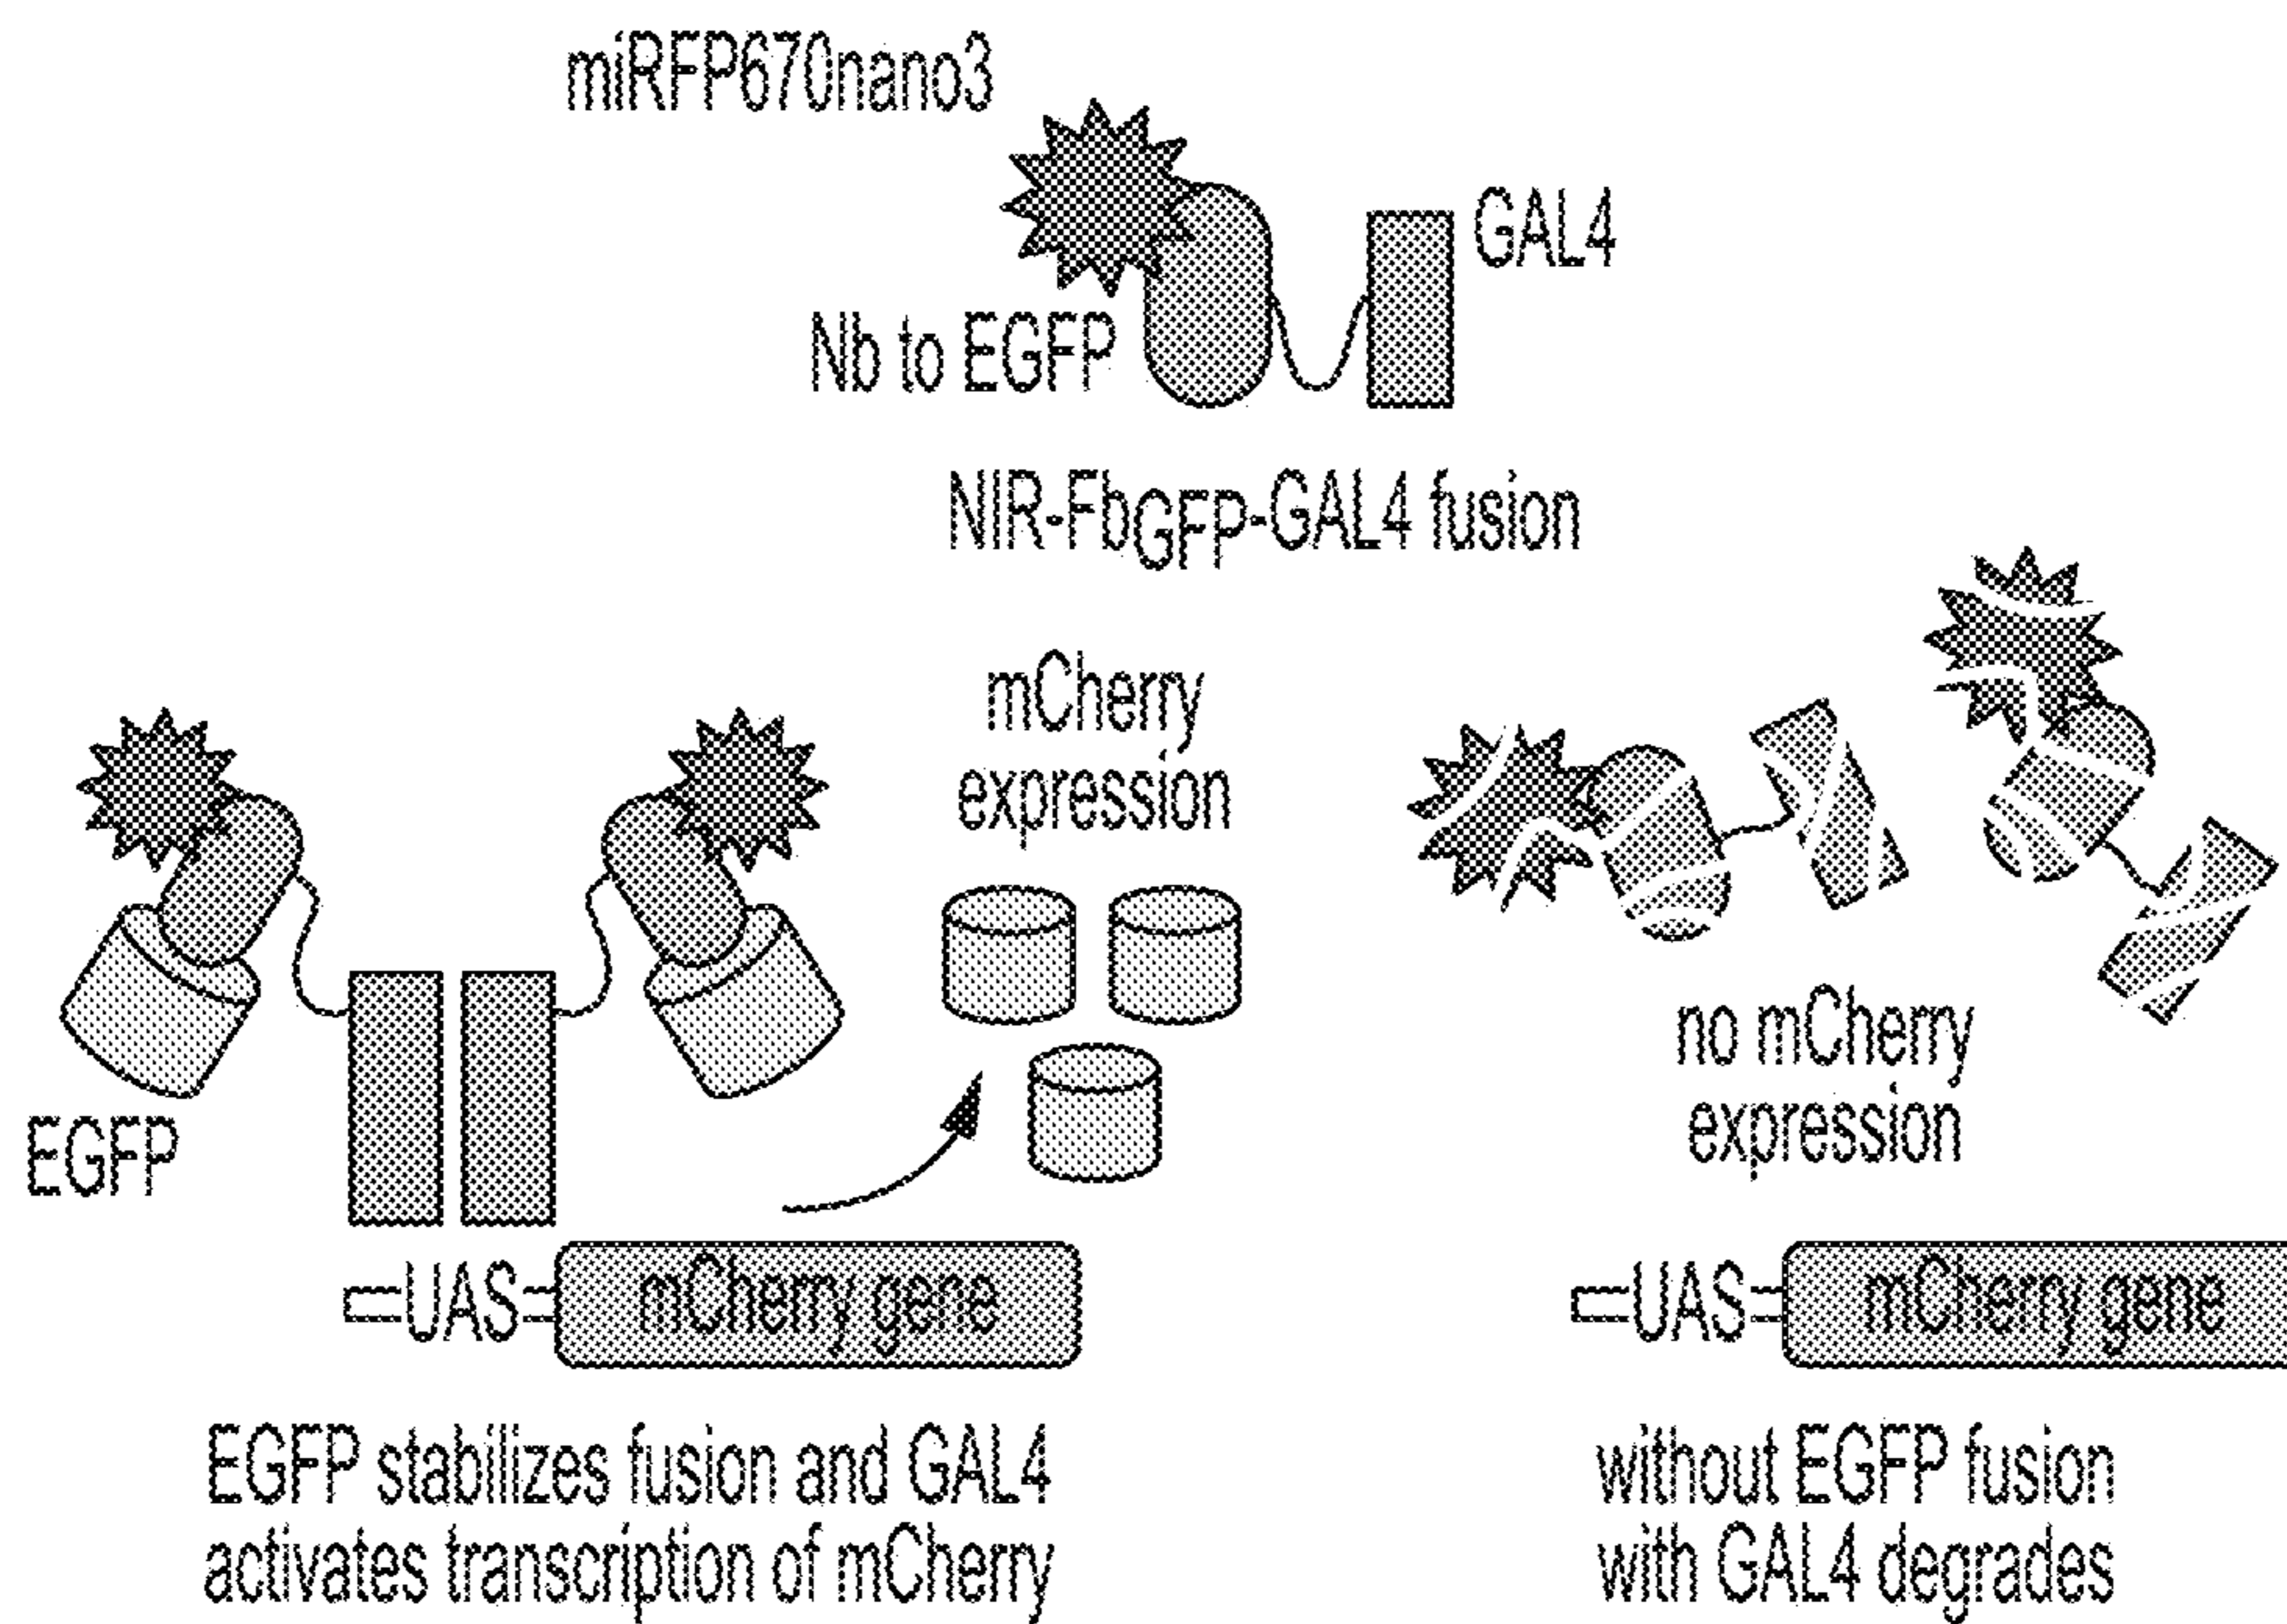 miRFP670nano3
GAL4
Nb to EGFP
NIR-FbGFP-GAL4 fusion
mCherry
expression
EGFP
UAS
mCherry gene
EGFP stabilizes fusion and GAL4
activates transcription of mCherry
no mCherry
expression
UAS
mCherry gene
without EGFP fusion
with GAL4 degrades